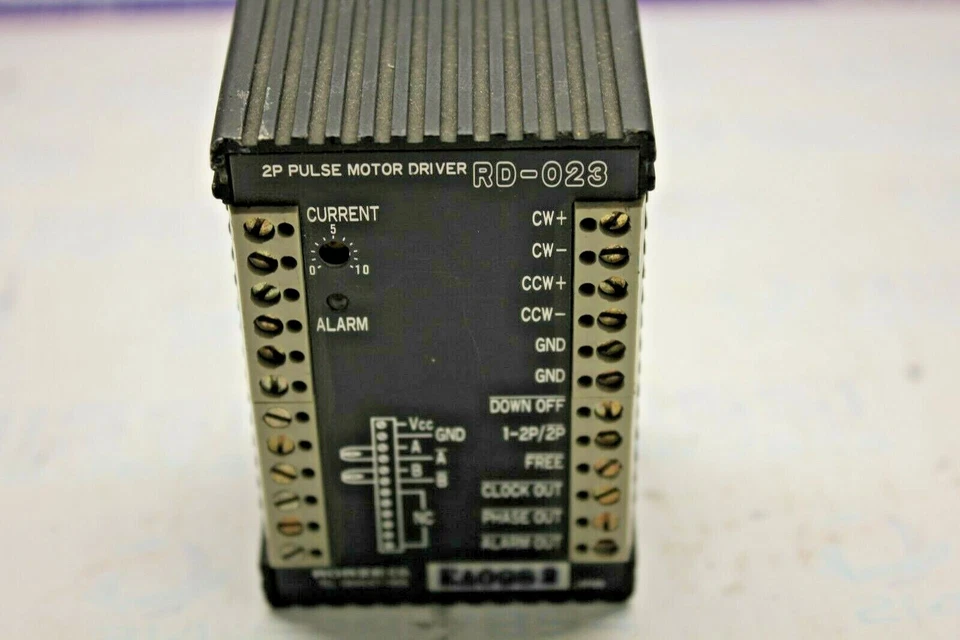 2P PULSE MOTOR DRIVER RD-023
CURRENT
5
0 10
ALARM
CW+
CW-
CCW+
CCW-
GND
GND
DOWN OFF
1-2P/2P
FREE
CLOCK OUT
PHASE OUT
ALARM OUT
Vcc
GND
A
A
B
B
NC